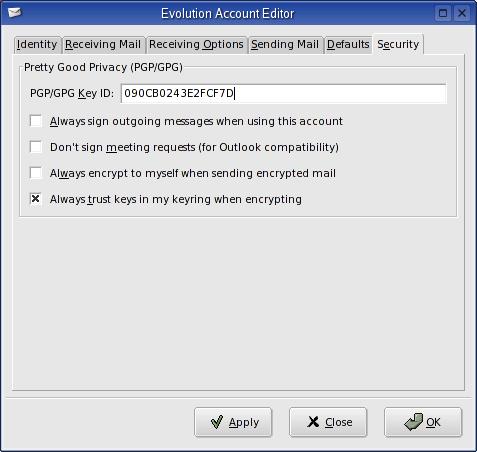 Evolution Account Editor
Identity Receiving Mail Receiving Options Sending Mail Defaults Security
Pretty Good Privacy (PGP/GPG)
PGP/GPG Key ID: 090CB0243E2FCF7D
Always sign outgoing messages when using this account
Don't sign meeting requests (for Outlook compatibility)
Always encrypt to myself when sending encrypted mail
Always trust keys in my keyring when encrypting
Apply Close OK